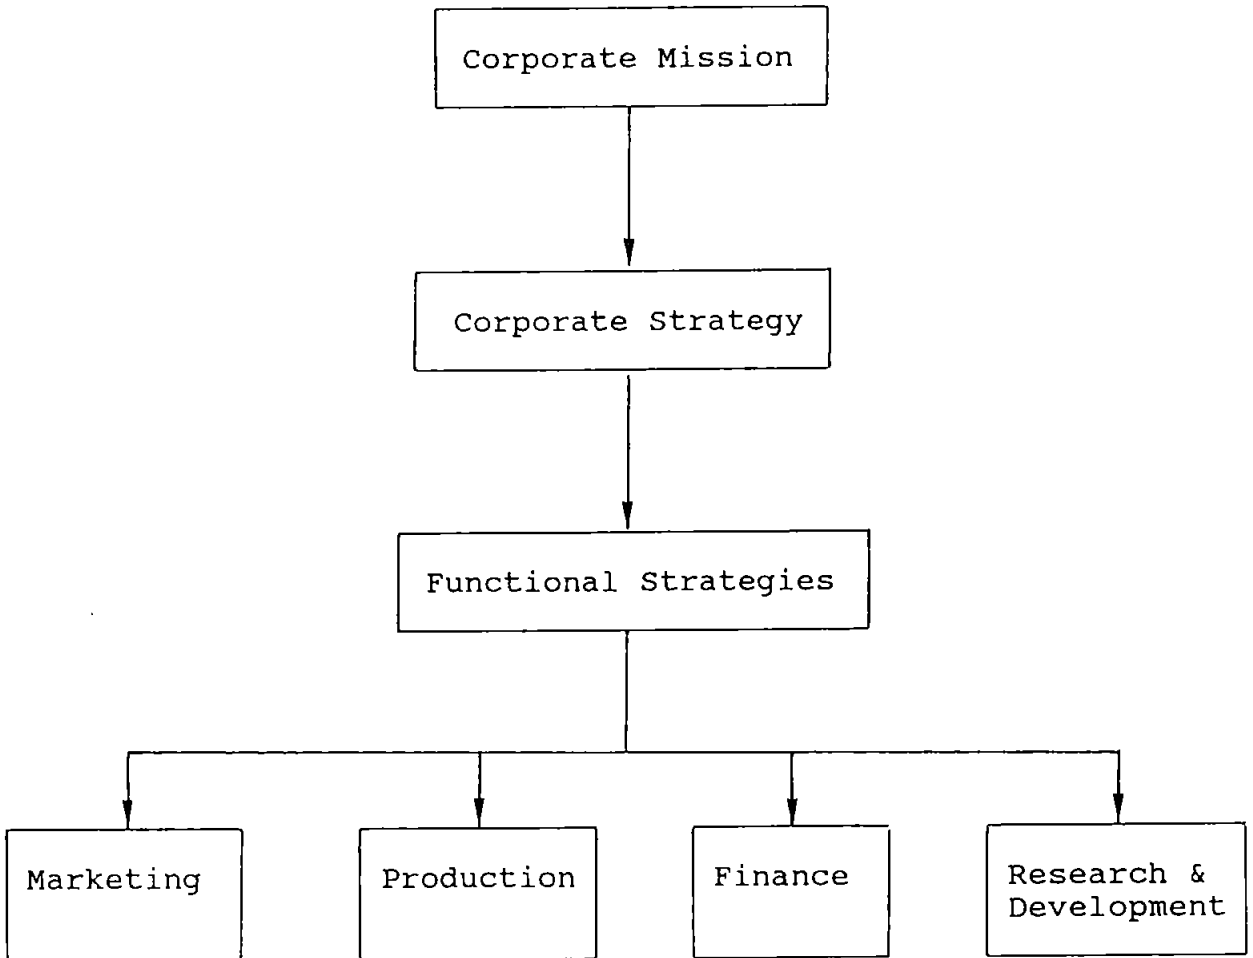 Corporate Mission
Corporate Strategy
Functional Strategies
Marketing
Production
Finance
Research &
Development